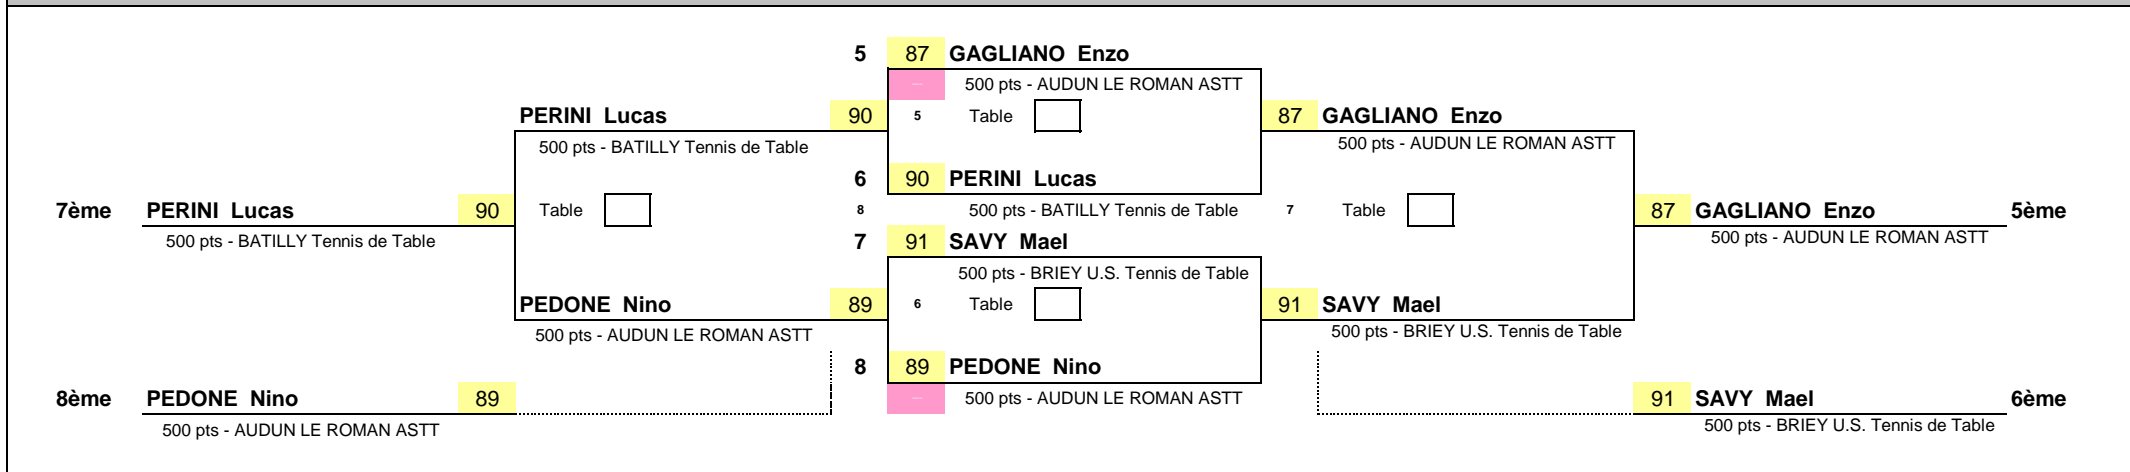 5 87 GAGLIANO Enzo
500 pts - AUDUN LE ROMAN ASTT
PERINI Lucas 90 5 Table 87 GAGLIANO Enzo
500 pts - BATILLY Tennis de Table 500 pts - AUDUN LE ROMAN ASTT
6 90 PERINI Lucas
7ème PERINI Lucas 90 Table 8 500 pts - BATILLY Tennis de Table 7 Table 87 GAGLIANO Enzo 5ème
500 pts - BATILLY Tennis de Table 7 91 SAVY Mael 500 pts - AUDUN LE ROMAN ASTT
500 pts - BRIEY U.S. Tennis de Table
PEDONE Nino 89 6 Table 91 SAVY Mael
500 pts - AUDUN LE ROMAN ASTT 500 pts - BRIEY U.S. Tennis de Table
8 89 PEDONE Nino
8ème PEDONE Nino 89 500 pts - AUDUN LE ROMAN ASTT 91 SAVY Mael 6ème
500 pts - AUDUN LE ROMAN ASTT 500 pts - BRIEY U.S. Tennis de Table